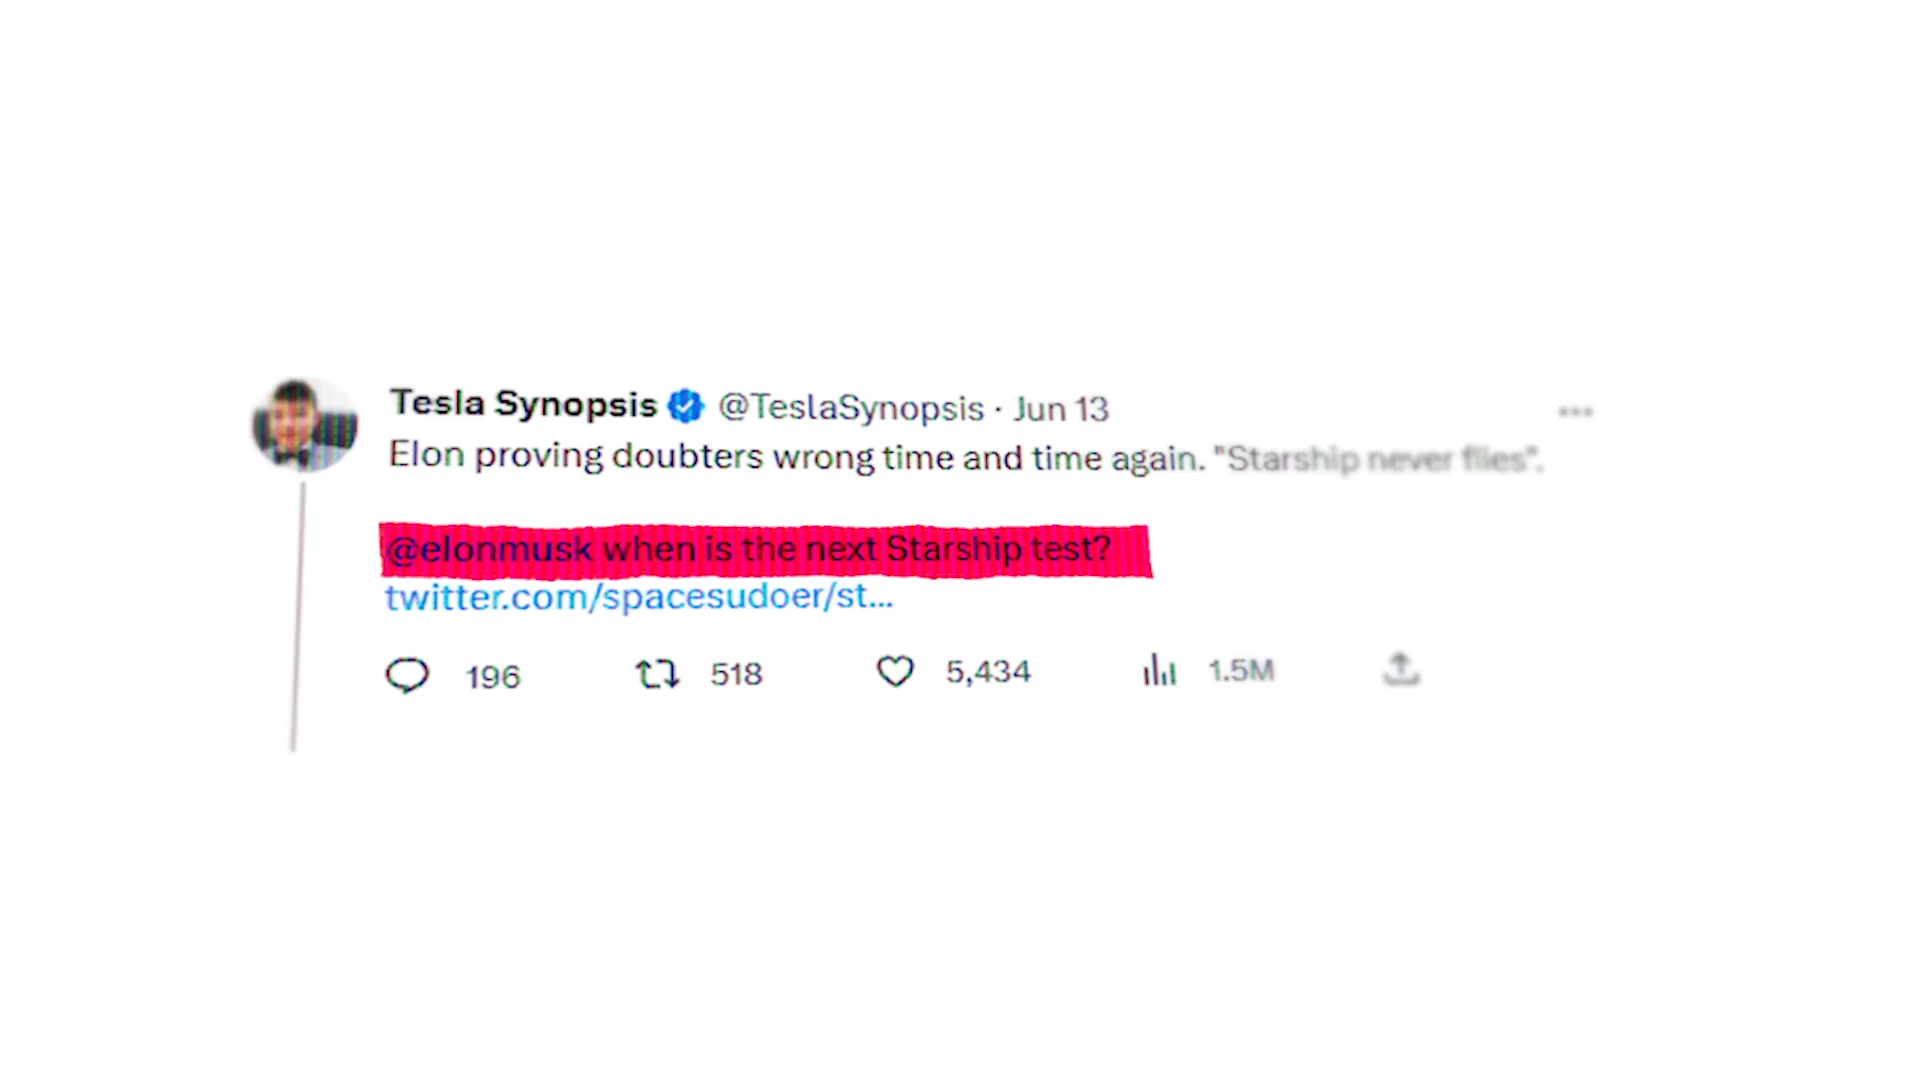 Tesla Synopsis @TeslaSynopsis · Jun 13
Elon proving doubters wrong time and time again. "Starship never flies".
@elonmusk when is the next Starship test?
twitter.com/spacesudoer/st...
196 518 5,434 1.5M